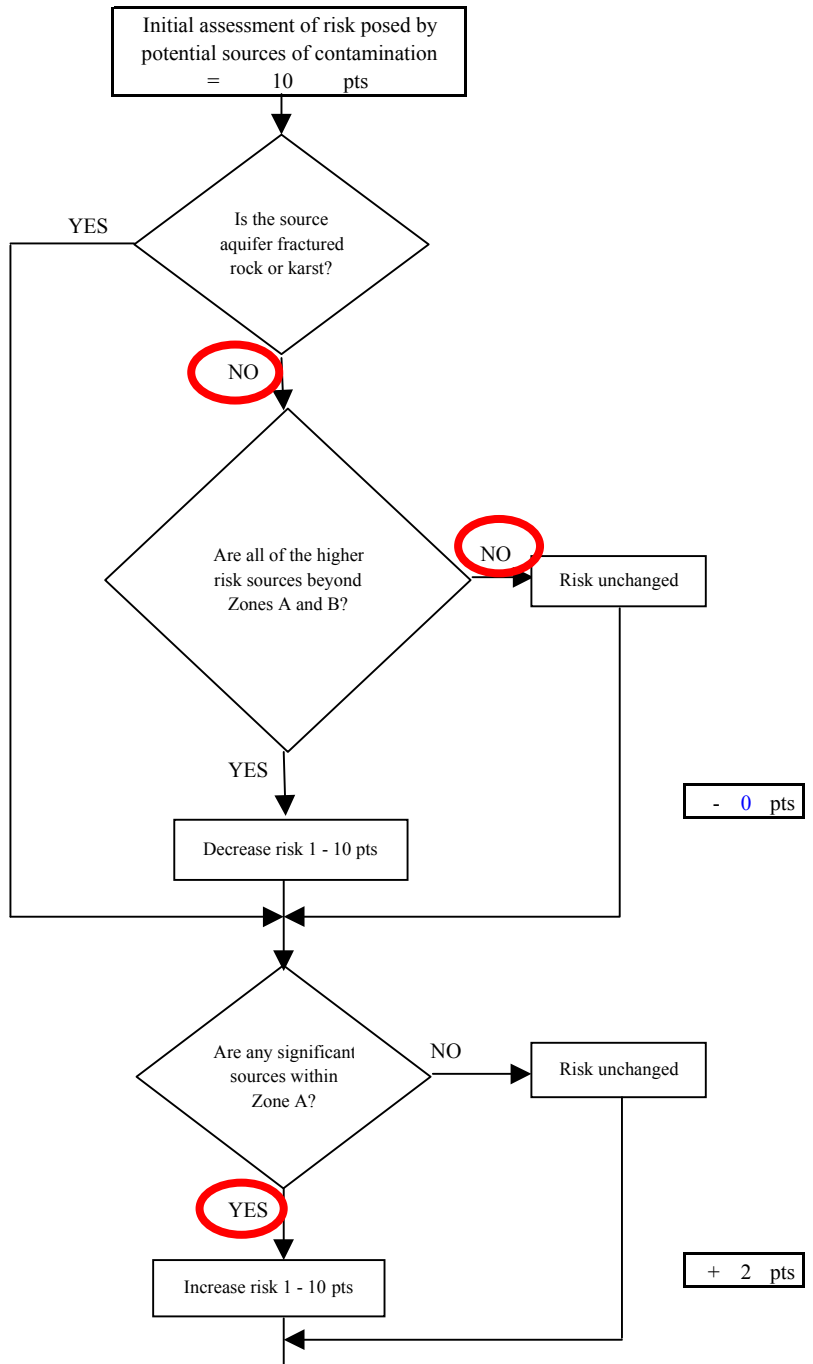 Initial assessment of risk posed by
potential sources of contamination
= 10 pts
YES
Is the source
aquifer fractured
rock or karst?
NO
Are all of the higher
risk sources beyond
Zones A and B?
NO
Risk unchanged
YES
- 0 pts
Decrease risk 1 - 10 pts
Are any significant
sources within
Zone A?
NO
Risk unchanged
YES
+ 2 pts
Increase risk 1 - 10 pts